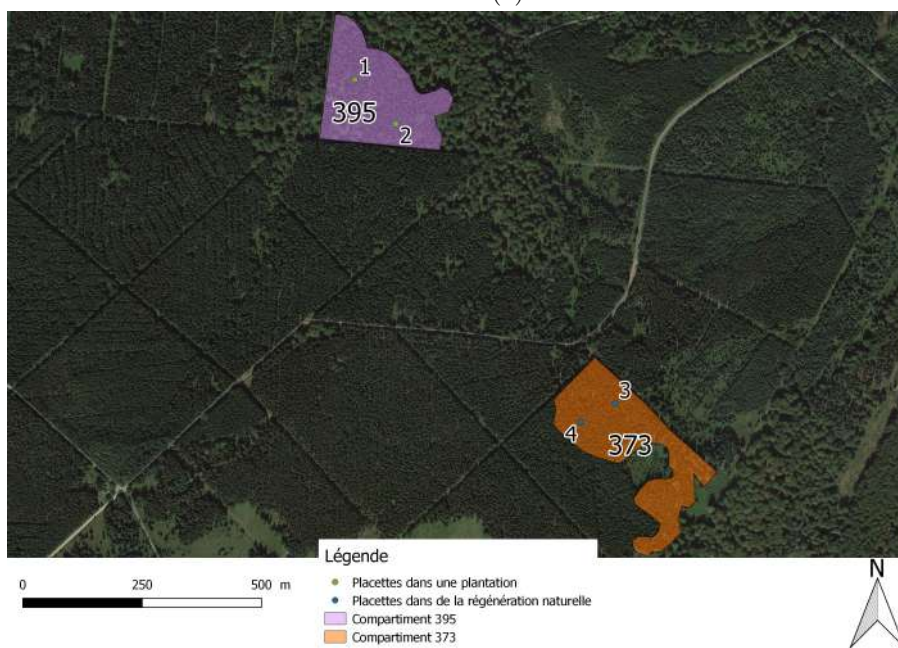 1
395
2
3
4
373
Légende
0 250 500 m
Placettes dans une plantation
Placettes dans de la régénération naturelle
Compartiment 395
Compartiment 373
N